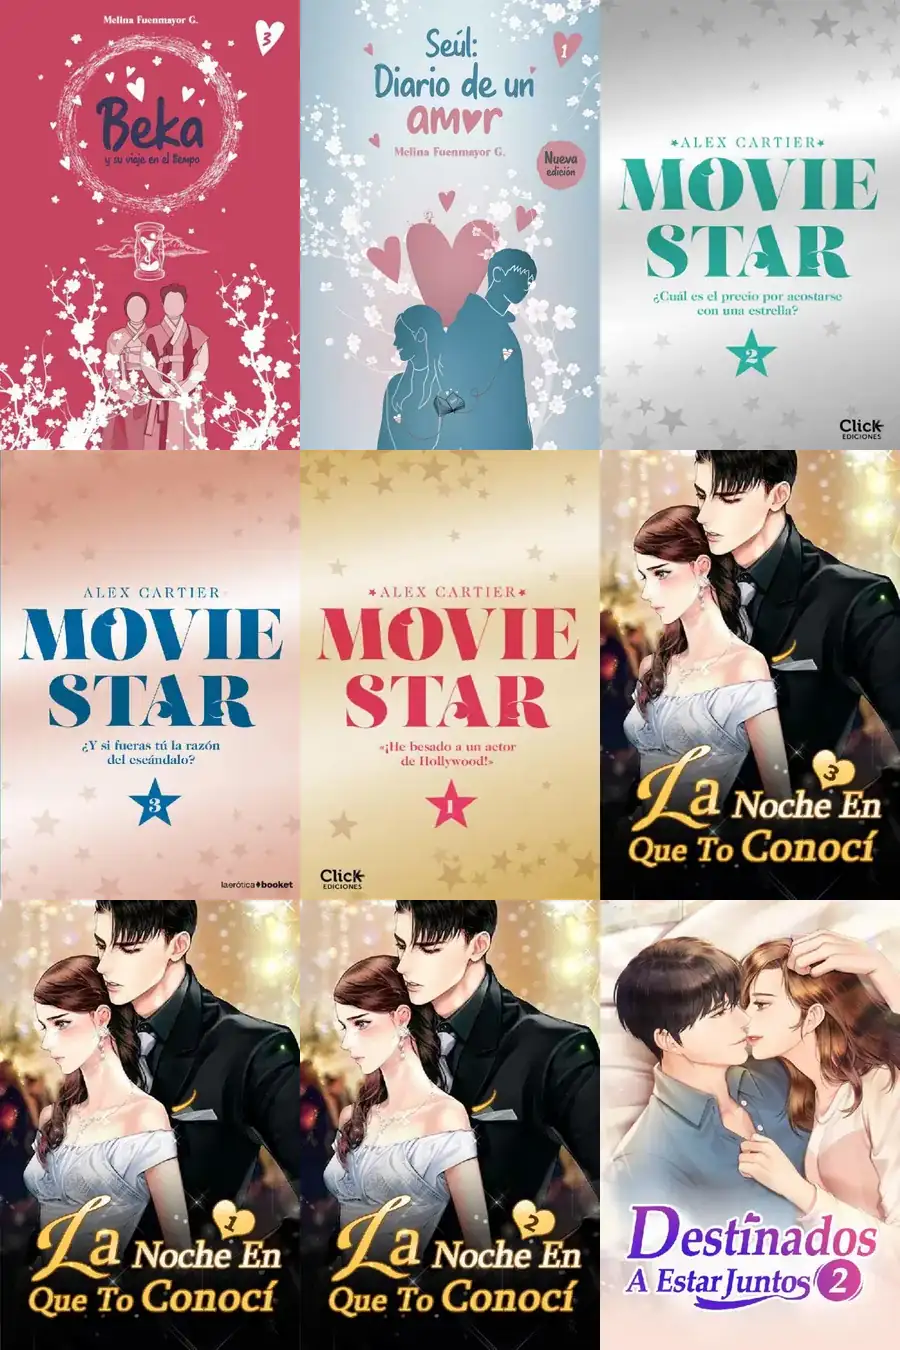 Melina Fuenmayor G.
3
Beka
y su viaje en el tiempo
Seúl:
1
Diario de un
amor
Melina Fuenmayor G.
Nueva
edición
ALEX CARTIER
MOVIE
STAR
¿Cuál es el precio por acostarse
con una estrella?
2
Click
EDICIONES
ALEX CARTIER
MOVIE
STAR
¿Y si fueras tú la razón
del escándalo?
3
laerótica booket
ALEX CARTIER
MOVIE
STAR
«¡He besado a un actor
de Hollywood!»
1
Click
EDICIONES
3
La Noche En
Que To Conocí
1
La Noche En
Que To Conocí
2
La Noche En
Que To Conocí
Destinados
A Estar Juntos 2